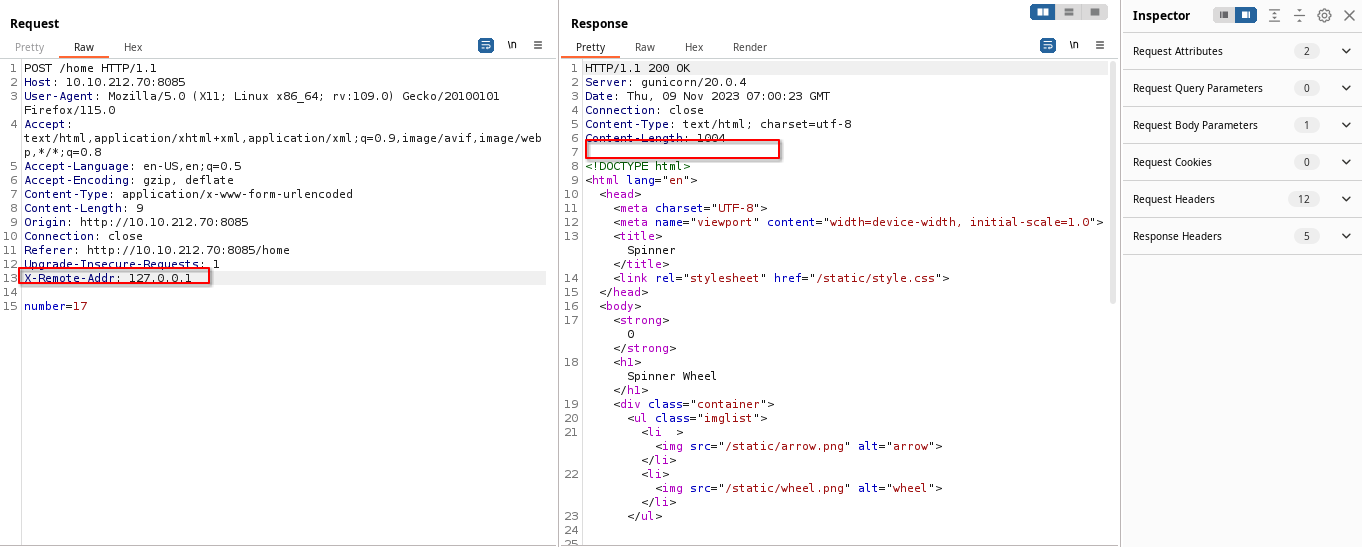 Request
Pretty Raw Hex \n
1 POST /home HTTP/1.1
2 Host: 10.10.212.70:8085
3 User-Agent: Mozilla/5.0 (X11; Linux x86_64; rv:109.0) Gecko/20100101
Firefox/115.0
4 Accept:
text/html,application/xhtml+xml,application/xml;q=0.9,image/avif,image/web
p,*/*;q=0.8
5 Accept-Language: en-US,en;q=0.5
6 Accept-Encoding: gzip, deflate
7 Content-Type: application/x-www-form-urlencoded
8 Content-Length: 9
9 Origin: http://10.10.212.70:8085
10 Connection: close
11 Referer: http://10.10.212.70:8085/home
12 Upgrade-Insecure-Requests: 1
13 X-Remote-Addr: 127.0.0.1
14
15 number=17
Response
Pretty Raw Hex Render \n
1 HTTP/1.1 200 OK
2 Server: gunicorn/20.0.4
3 Date: Thu, 09 Nov 2023 07:00:23 GMT
4 Connection: close
5 Content-Type: text/html; charset=utf-8
6 Content-Length: 1004
7
8 <!DOCTYPE html>
9 <html lang="en">
10 <head>
11 <meta charset="UTF-8">
12 <meta name="viewport" content="width=device-width, initial-scale=1.0">
13 <title>
Spinner
</title>
14 <link rel="stylesheet" href="/static/style.css">
15 </head>
16 <body>
17 <strong>
0
</strong>
18 <h1>
Spinner Wheel
</h1>
19 <div class="container">
20 <ul class="imglist">
21 <li >
<img src="/static/arrow.png" alt="arrow">
</li>
22 <li>
<img src="/static/wheel.png" alt="wheel">
</li>
23 </ul>
24
25
Inspector
Request Attributes 2
Request Query Parameters 0
Request Body Parameters 1
Request Cookies 0
Request Headers 12
Response Headers 5